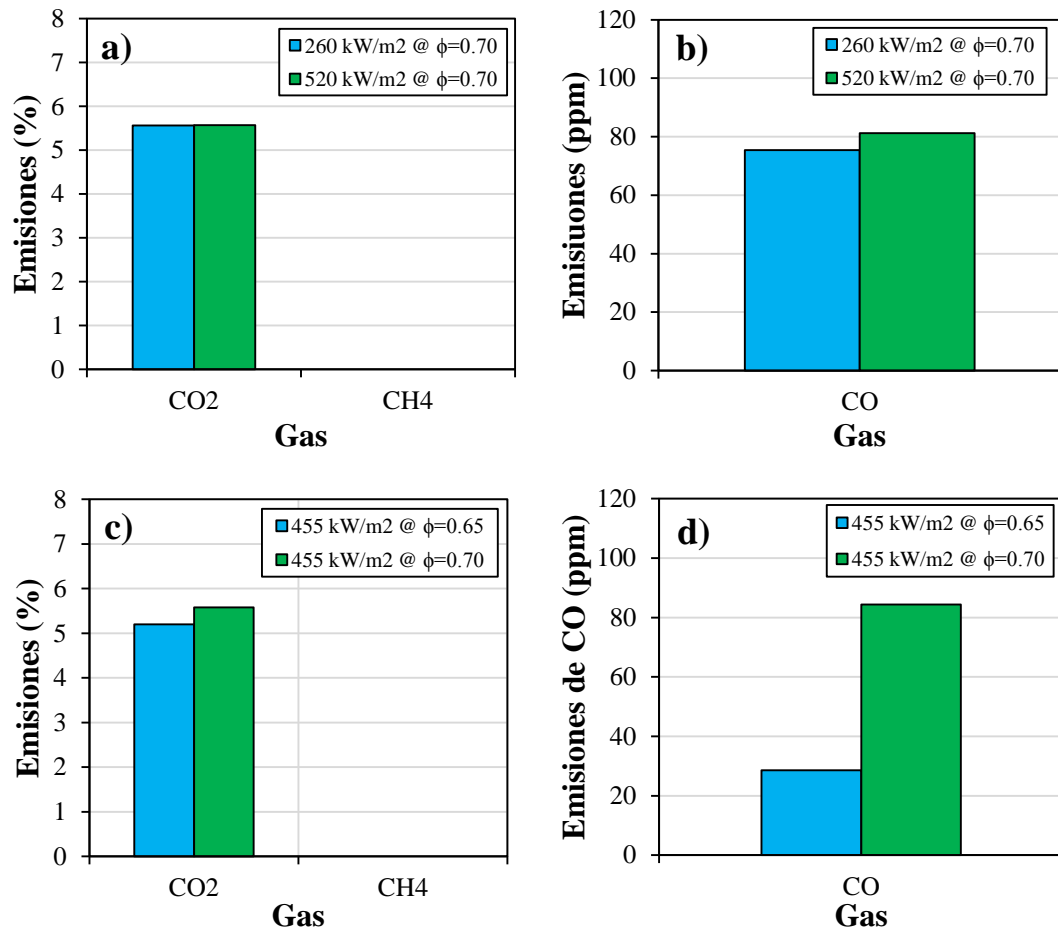 a)
260 kW/m2 @ ϕ=0.70
520 kW/m2 @ ϕ=0.70
8
7
6
5
4
3
2
1
0
Emisiones (%)
CO2 CH4
Gas
b)
260 kW/m2 @ ϕ=0.70
520 kW/m2 @ ϕ=0.70
120
100
80
60
40
20
0
Emisiuones (ppm)
CO
Gas
c)
455 kW/m2 @ ϕ=0.65
455 kW/m2 @ ϕ=0.70
8
7
6
5
4
3
2
1
0
Emisiones (%)
CO2 CH4
Gas
d)
455 kW/m2 @ ϕ=0.65
455 kW/m2 @ ϕ=0.70
120
100
80
60
40
20
0
Emisiones de CO (ppm)
CO
Gas